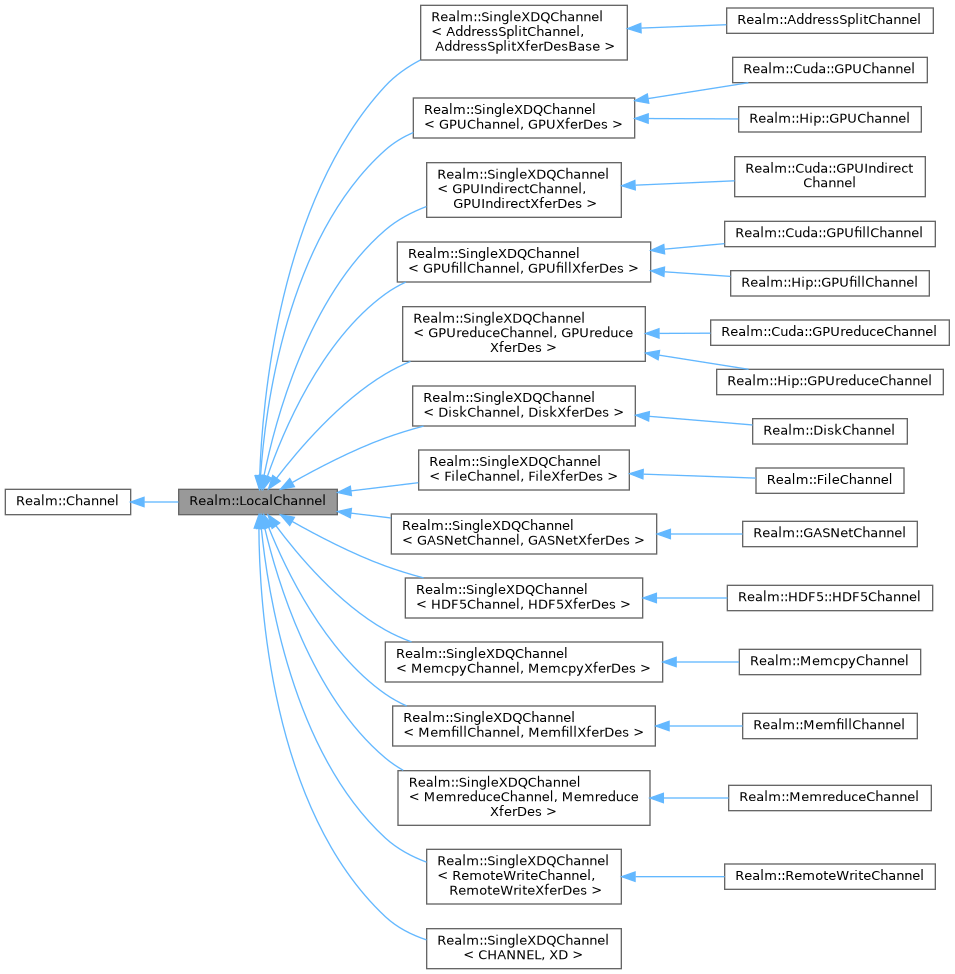 Realm::SingleXDQChannel
< AddressSplitChannel,
AddressSplitXferDesBase >
Realm::AddressSplitChannel
Realm::Cuda::GPUChannel
Realm::SingleXDQChannel
< GPUChannel, GPUXferDes >
Realm::Hip::GPUChannel
Realm::SingleXDQChannel
< GPUIndirectChannel,
GPUIndirectXferDes >
Realm::Cuda::GPUIndirect
Channel
Realm::SingleXDQChannel
< GPUfillChannel, GPUfillXferDes >
Realm::Cuda::GPUfillChannel
Realm::Hip::GPUfillChannel
Realm::SingleXDQChannel
< GPUreduceChannel, GPUreduce
XferDes >
Realm::Cuda::GPUreduceChannel
Realm::Hip::GPUreduceChannel
Realm::SingleXDQChannel
< DiskChannel, DiskXferDes >
Realm::DiskChannel
Realm::SingleXDQChannel
< FileChannel, FileXferDes >
Realm::FileChannel
Realm::Channel
Realm::LocalChannel
Realm::SingleXDQChannel
< GASNetChannel, GASNetXferDes >
Realm::GASNetChannel
Realm::SingleXDQChannel
< HDF5Channel, HDF5XferDes >
Realm::HDF5::HDF5Channel
Realm::SingleXDQChannel
< MemcpyChannel, MemcpyXferDes >
Realm::MemcpyChannel
Realm::SingleXDQChannel
< MemfillChannel, MemfillXferDes >
Realm::MemfillChannel
Realm::SingleXDQChannel
< MemreduceChannel, Memreduce
XferDes >
Realm::MemreduceChannel
Realm::SingleXDQChannel
< RemoteWriteChannel,
RemoteWriteXferDes >
Realm::RemoteWriteChannel
Realm::SingleXDQChannel
< CHANNEL, XD >